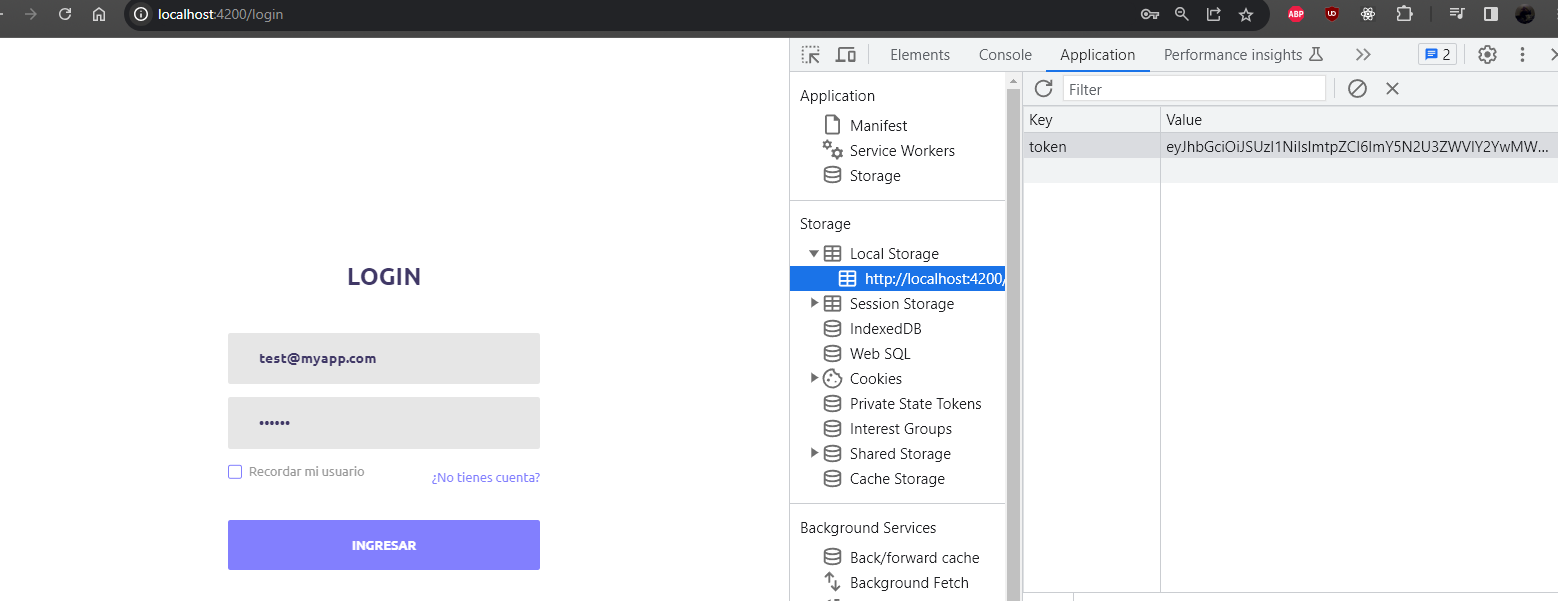 localhost:4200/login
ABP
UD
Elements Console Application Performance insights 2
LOGIN
test@myapp.com
••••••
Recordar mi usuario
¿No tienes cuenta?
INGRESAR
Application
Manifest
Service Workers
Storage
Storage
Local Storage
http://localhost:4200/
Session Storage
IndexedDB
Web SQL
Cookies
Private State Tokens
Interest Groups
Shared Storage
Cache Storage
Background Services
Back/forward cache
Background Fetch
Filter
Key Value
token eyJhbGciOiJSUzI1NiIsImtpZCI6ImY5N2U3ZWVlY2YwMW...